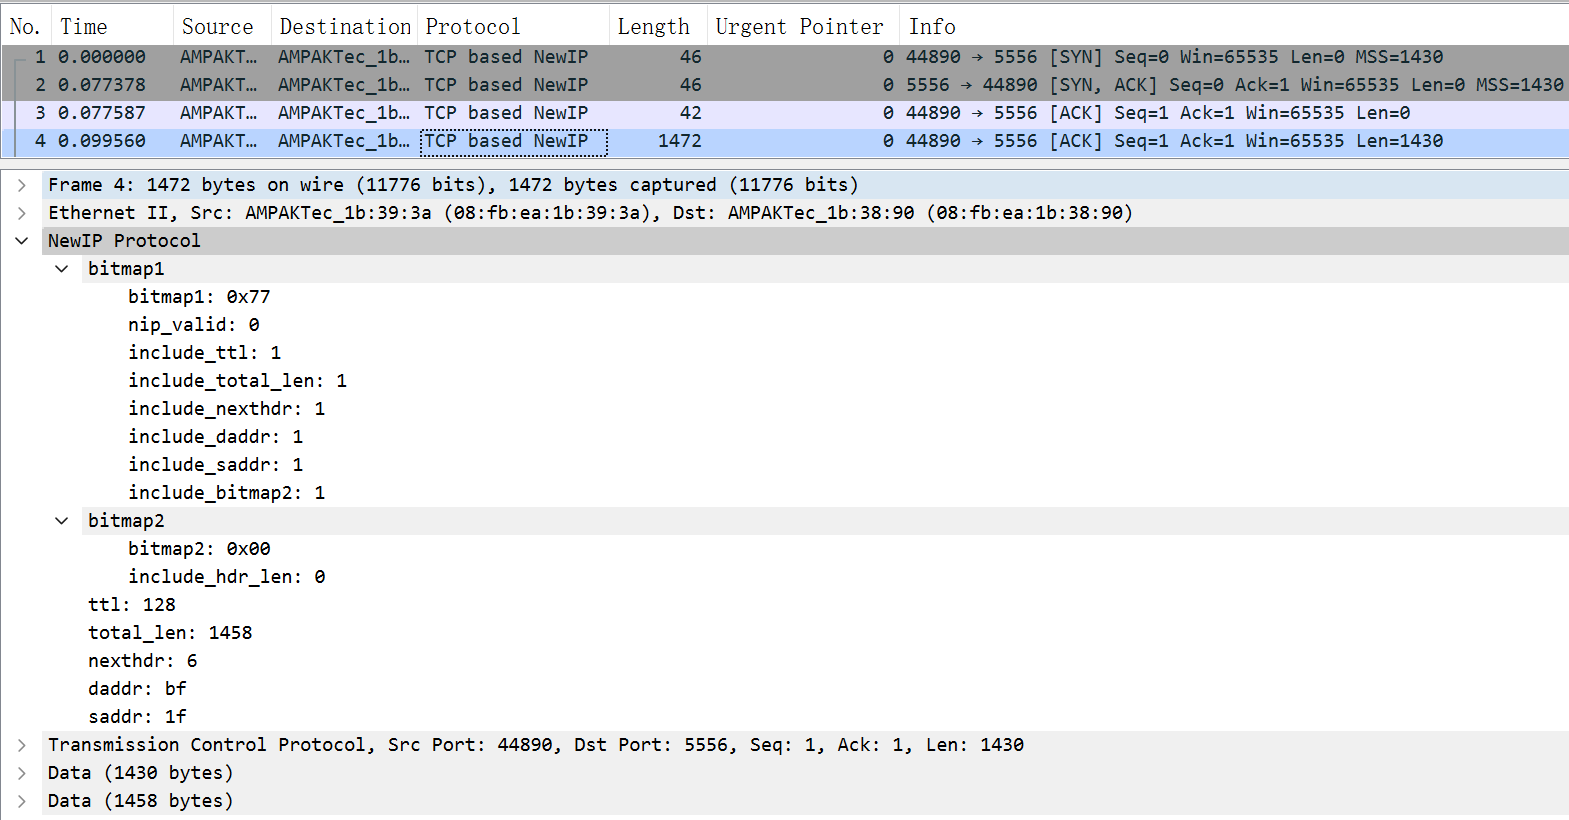 No. Time Source Destination Protocol Length Urgent Pointer Info
1 0.000000 AMPAKT… AMPAKTec_1b… TCP based NewIP 46 0 44890 → 5556 [SYN] Seq=0 Win=65535 Len=0 MSS=1430
2 0.077378 AMPAKT… AMPAKTec_1b… TCP based NewIP 46 0 5556 → 44890 [SYN, ACK] Seq=0 Ack=1 Win=65535 Len=0 MSS=1430
3 0.077587 AMPAKT… AMPAKTec_1b… TCP based NewIP 42 0 44890 → 5556 [ACK] Seq=1 Ack=1 Win=65535 Len=0
4 0.099560 AMPAKT… AMPAKTec_1b… TCP based NewIP 1472 0 44890 → 5556 [ACK] Seq=1 Ack=1 Win=65535 Len=1430
Frame 4: 1472 bytes on wire (11776 bits), 1472 bytes captured (11776 bits)
Ethernet II, Src: AMPAKTec_1b:39:3a (08:fb:ea:1b:39:3a), Dst: AMPAKTec_1b:38:90 (08:fb:ea:1b:38:90)
NewIP Protocol
bitmap1
bitmap1: 0x77
nip_valid: 0
include_ttl: 1
include_total_len: 1
include_nexthdr: 1
include_daddr: 1
include_saddr: 1
include_bitmap2: 1
bitmap2
bitmap2: 0x00
include_hdr_len: 0
ttl: 128
total_len: 1458
nexthdr: 6
daddr: bf
saddr: 1f
Transmission Control Protocol, Src Port: 44890, Dst Port: 5556, Seq: 1, Ack: 1, Len: 1430
Data (1430 bytes)
Data (1458 bytes)